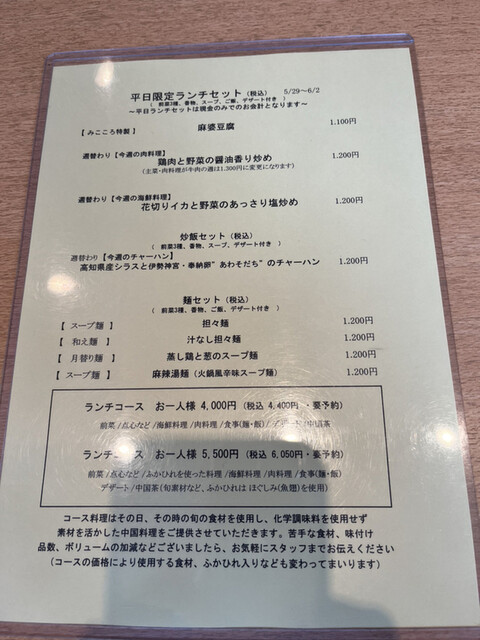 平日限定ランチセット（税込） 5/29～6/2
（ 前菜3種、香物、スープ、ご飯、デザート付き ）
～平日ランチセットは現金のみでのお会計となります～
【 みこころ特製 】 麻婆豆腐 1.100円
週替わり【今週の肉料理】 1.200円
鶏肉と野菜の醤油香り炒め
（主菜・肉料理が牛肉の週は1.300円に変更になります）
週替わり【今週の海鮮料理】
花切りイカと野菜のあっさり塩炒め 1.200円
炒飯セット（税込）
（ 前菜3種、香物、スープ、デザート付き ）
週替わり【今週のチャーハン】
高知県産シラスと伊勢神宮・奉納卵”あわそだち”のチャーハン 1.200円
麺セット（税込）
（ 前菜3種、香物、ご飯、デザート付き ）
【 スープ麺 】 担々麺 1.200円
【 和え麺 】 汁なし担々麺 1.200円
【 月替り麺 】 蒸し鶏と葱のスープ麺 1.200円
【 スープ麺 】 麻辣湯麺（火鍋風辛味スープ麺） 1.200円
ランチコース お一人様 4,000円（税込 4,400円 ・要予約）
前菜 /点心など /海鮮料理 /肉料理 /食事(麺・飯) /デザート /中国茶
ランチコース お一人様 5,500円（税込 6,050円・要予約）
前菜 /点心など /ふかひれを使った料理 /海鮮料理 /肉料理 /食事(麺・飯)
デザート /中国茶（旬素材など、ふかひれは ほぐしみ(魚翅)を使用）
コース料理はその日、その時の旬の食材を使用し、化学調味料を使用せず
素材を活かした中国料理をご提供させていただきます。苦手な食材、味付け
品数、ボリュームの加減などございましたら、お気軽にスタッフまでお伝えください
（コースの価格により使用する食材、ふかひれ入りなども変わってまいります）